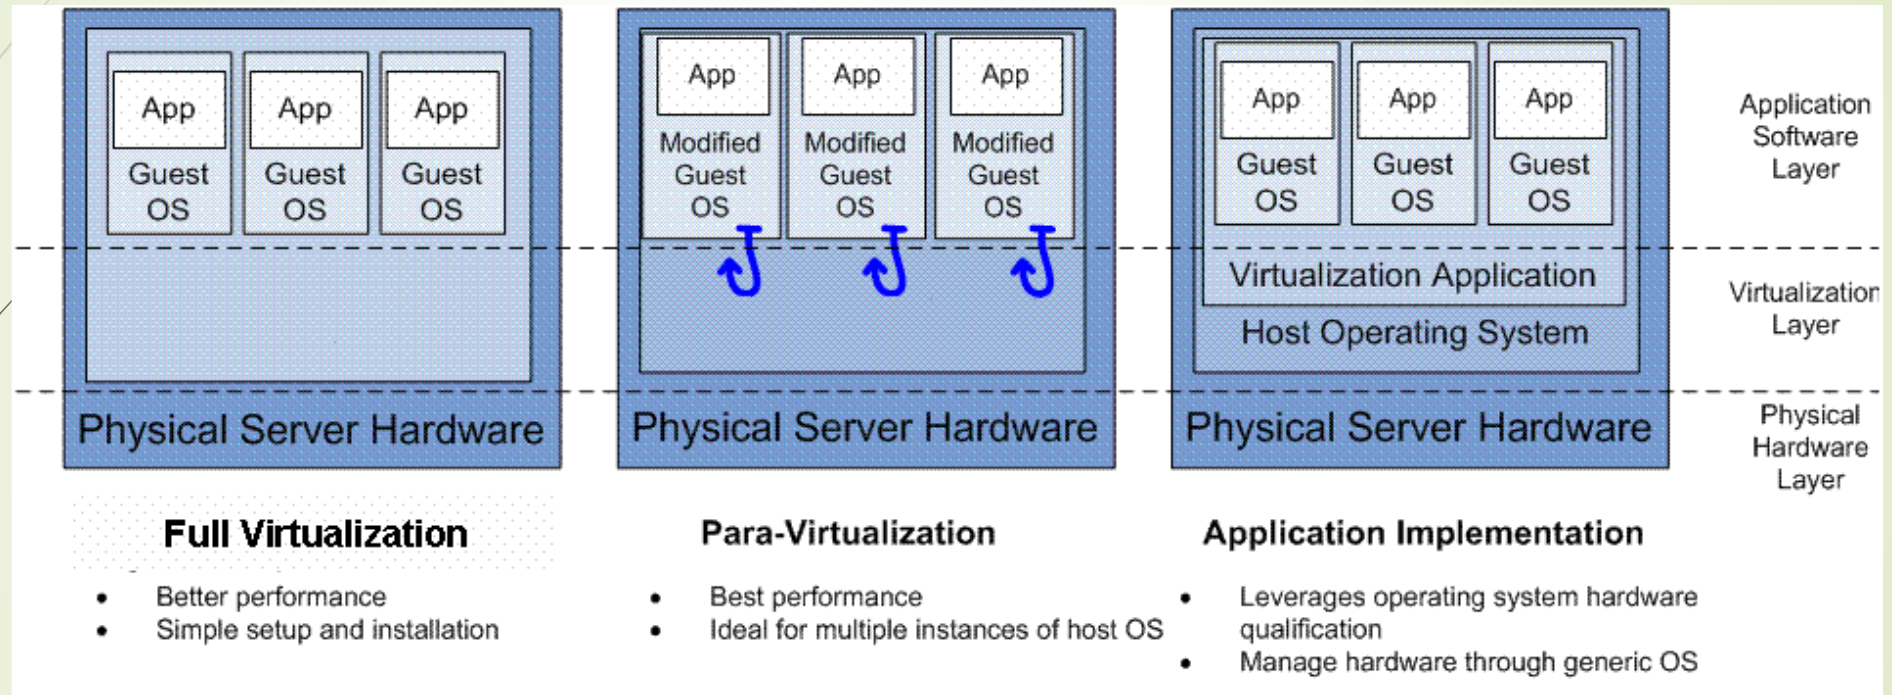 App
App
App
Guest
OS
Guest
OS
Guest
OS
Physical Server Hardware
App
App
App
Modified
Guest
OS
Modified
Guest
OS
Modified
Guest
OS
Physical Server Hardware
App
App
App
Guest
OS
Guest
OS
Guest
OS
Virtualization Application
Host Operating System
Physical Server Hardware
Application
Software
Layer
Virtualization
Layer
Physical
Hardware
Layer
Full Virtualization
• Better performance
• Simple setup and installation
Para-Virtualization
• Best performance
• Ideal for multiple instances of host OS
Application Implementation
• Leverages operating system hardware
qualification
• Manage hardware through generic OS